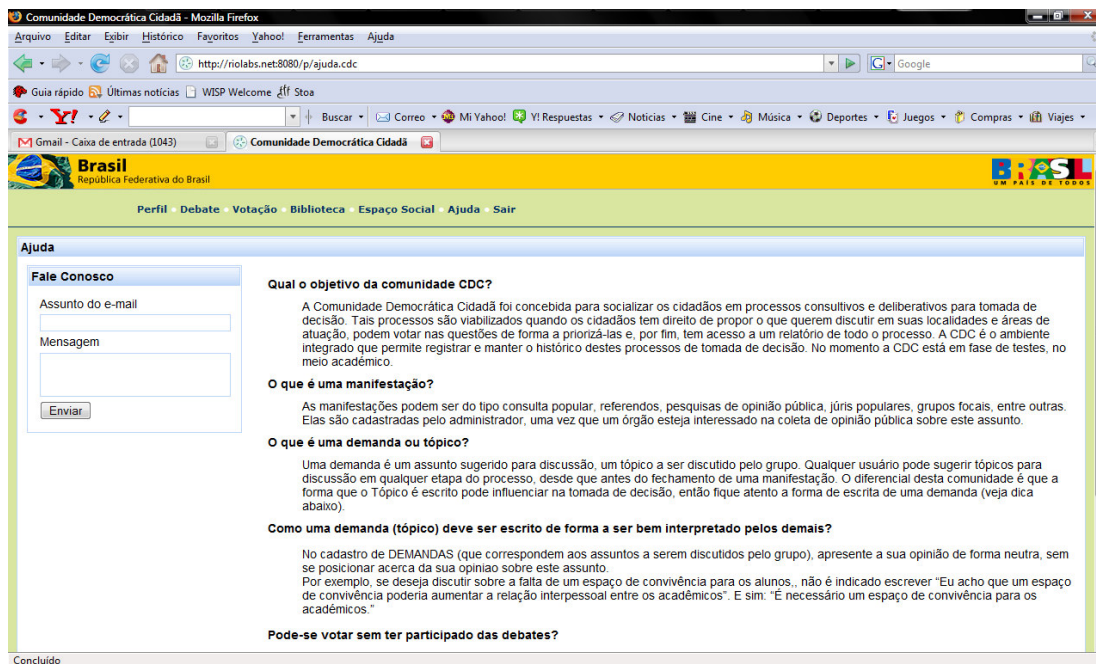 Comunidade Democrática Cidadã - Mozilla Firefox
Arquivo Editar Exibir Histórico Favoritos Yahoo! Ferramentas Ajuda
http://riolabs.net:8080/p/ajuda.cdc
Google
Guia rápido Últimas notícias WISP Welcome Stoa
Y! Buscar Correo Mi Yahoo! Y! Respuestas Noticias Cine Música Deportes Juegos Compras Viajes
Gmail - Caixa de entrada (1043) Comunidade Democrática Cidadã
Brasil
República Federativa do Brasil
BRASIL
UM PAÍS DE TODOS
Perfil Debate Votação Biblioteca Espaço Social Ajuda Sair
Ajuda
Fale Conosco
Assunto do e-mail
Mensagem
Enviar
Qual o objetivo da comunidade CDC?
A Comunidade Democrática Cidadã foi concebida para socializar os cidadãos em processos consultivos e deliberativos para tomada de
decisão. Tais processos são viabilizados quando os cidadãos tem direito de propor o que querem discutir em suas localidades e áreas de
atuação, podem votar nas questões de forma a priorizá-las e, por fim, tem acesso a um relatório de todo o processo. A CDC é o ambiente
integrado que permite registrar e manter o histórico destes processos de tomada de decisão. No momento a CDC está em fase de testes, no
meio acadêmico.
O que é uma manifestação?
As manifestações podem ser do tipo consulta popular, referendos, pesquisas de opinião pública, júris populares, grupos focais, entre outras.
Elas são cadastradas pelo administrador, uma vez que um órgão esteja interessado na coleta de opinião pública sobre este assunto.
O que é uma demanda ou tópico?
Uma demanda é um assunto sugerido para discussão, um tópico a ser discutido pelo grupo. Qualquer usuário pode sugerir tópicos para
discussão em qualquer etapa do processo, desde que antes do fechamento de uma manifestação. O diferencial desta comunidade é que a
forma que o Tópico é escrito pode influenciar na tomada de decisão, então fique atento a forma de escrita de uma demanda (veja dica
abaixo).
Como uma demanda (tópico) deve ser escrito de forma a ser bem interpretado pelos demais?
No cadastro de DEMANDAS (que correspondem aos assuntos a serem discutidos pelo grupo), apresente a sua opinião de forma neutra, sem
se posicionar acerca da sua opiniao sobre este assunto.
Por exemplo, se deseja discutir sobre a falta de um espaço de convivência para os alunos,, não é indicado escrever "Eu acho que um espaço
de convivência poderia aumentar a relação interpessoal entre os acadêmicos". E sim: "É necessário um espaço de convivência para os
acadêmicos."
Pode-se votar sem ter participado das debates?
Concluído